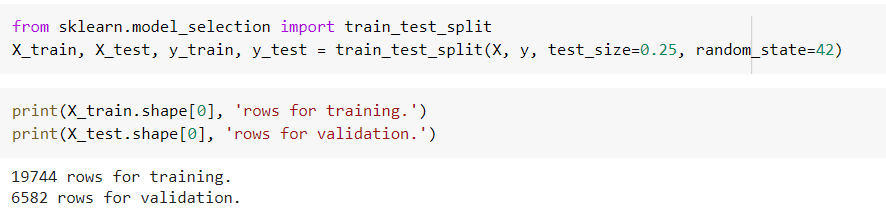 from sklearn.model_selection import train_test_split
X_train, X_test, y_train, y_test = train_test_split(X, y, test_size=0.25, random_state=42)
print(X_train.shape[0], 'rows for training.')
print(X_test.shape[0], 'rows for validation.')
19744 rows for training.
6582 rows for validation.